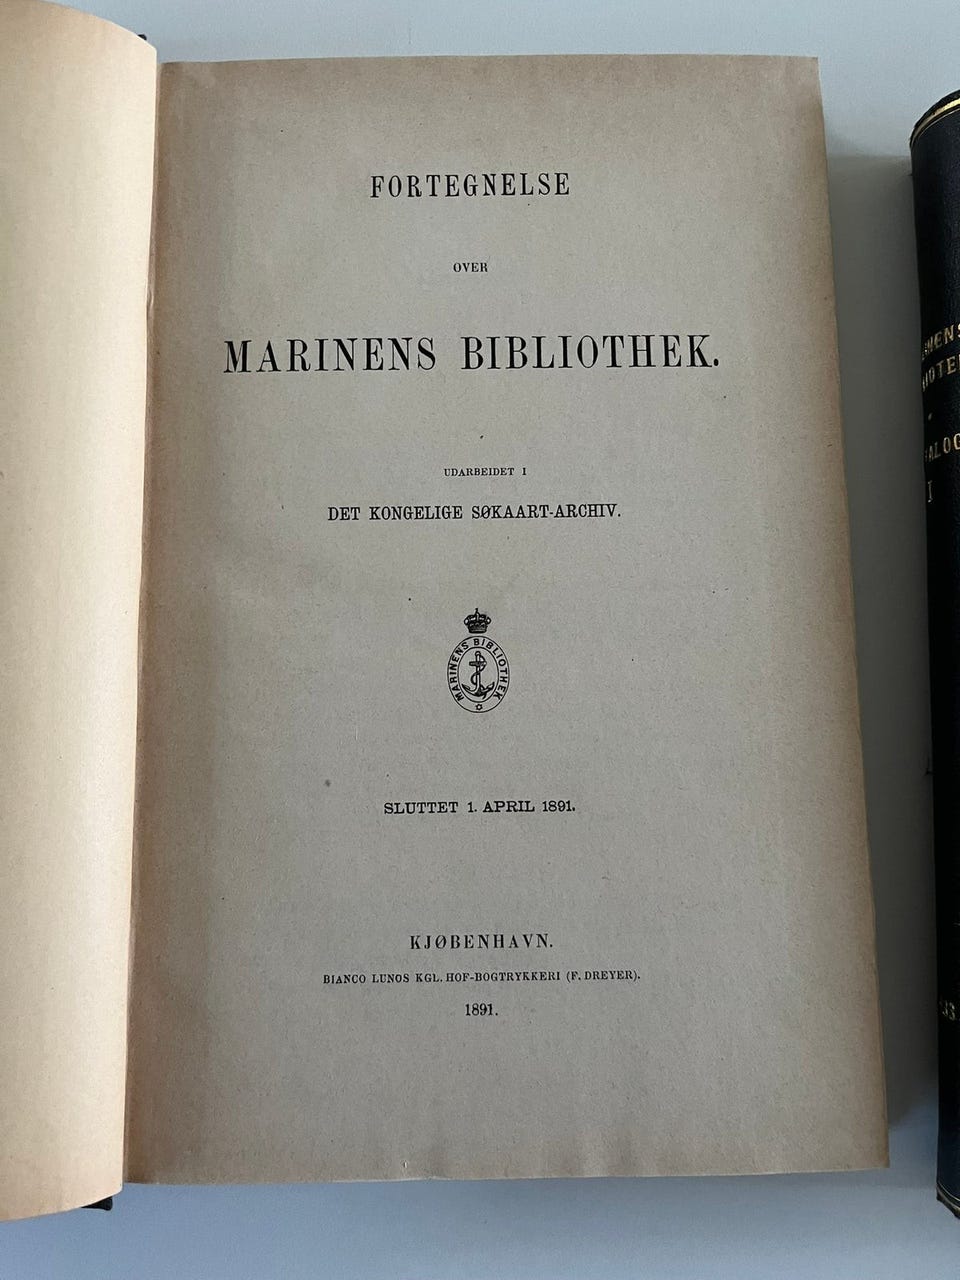 FORTEGNELSE
OVER
MARINENS BIBLIOTHEK.
UDARBEIDET I
DET KONGELIGE SØKAART-ARCHIV.
MARINENS BIBLIOTHEK
SLUTTET 1. APRIL 1891.
KJØBENHAVN.
BIANCO LUNOS KGL. HOF-BOGTRYKKERI (F. DREYER).
1891.
I